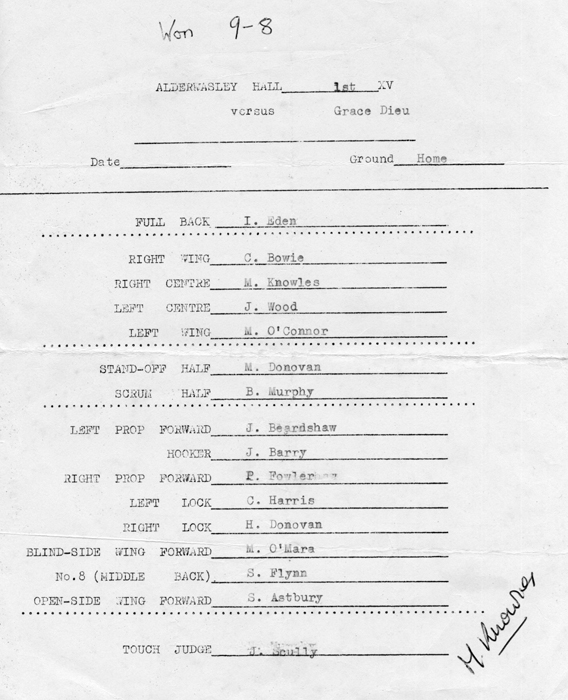 Won 9-8
ALDERWASLEY HALL 1st XV
versus Grace Dieu
Date Ground Home
FULL BACK I. Eden
RIGHT WING C. Bowie
RIGHT CENTRE M. Knowles
LEFT CENTRE J. Wood
LEFT WING M. O'Connor
STAND-OFF HALF M. Donovan
SCRUM HALF B. Murphy
LEFT PROP FORWARD J. Beardshaw
HOOKER J. Barry
RIGHT PROP FORWARD P. Fowler
LEFT LOCK C. Harris
RIGHT LOCK H. Donovan
BLIND-SIDE WING FORWARD M. O'Mara
No.8 (MIDDLE BACK) S. Flynn
OPEN-SIDE WING FORWARD S. Astbury
TOUCH JUDGE J. Scully
M. Knowles